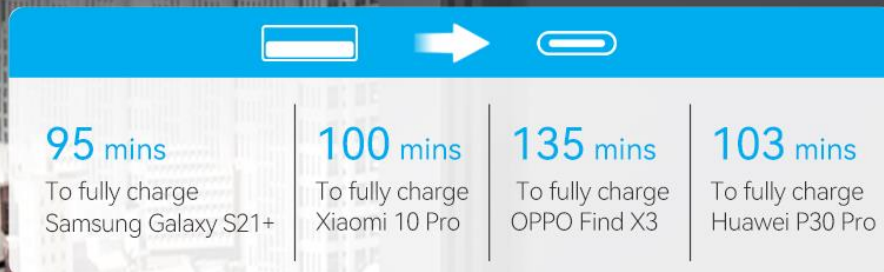 95 mins
To fully charge
Samsung Galaxy S21+
100 mins
To fully charge
Xiaomi 10 Pro
135 mins
To fully charge
OPPO Find X3
103 mins
To fully charge
Huawei P30 Pro